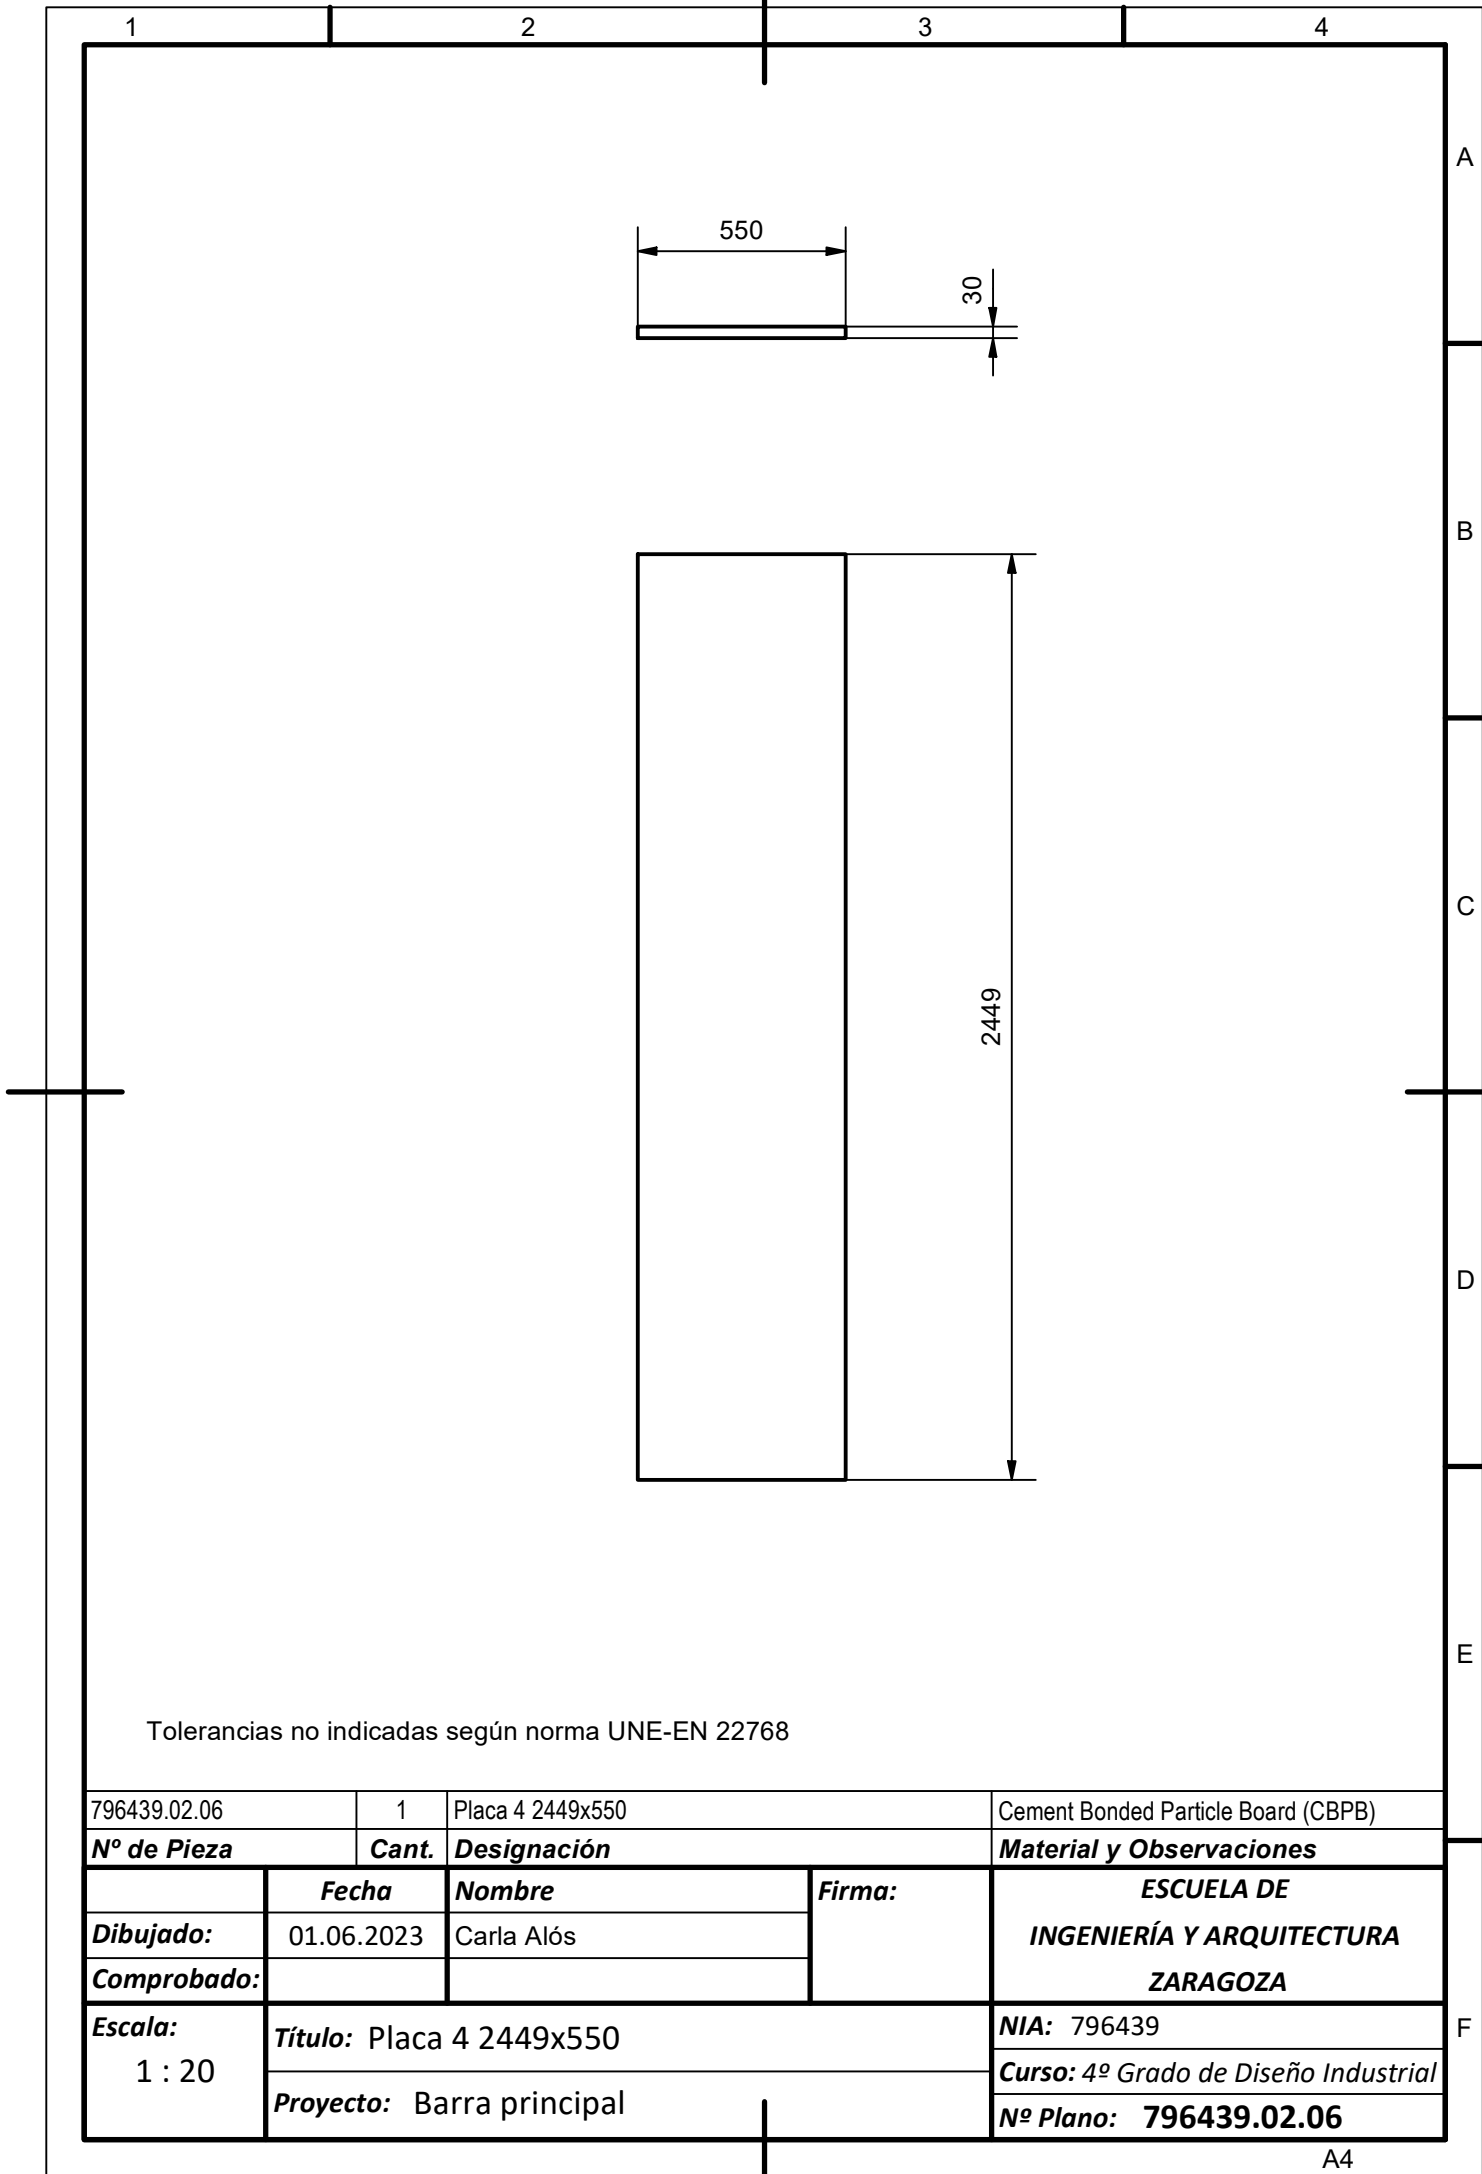 1 2 3 4
A
550
30
B
C
2449
D
E
Tolerancias no indicadas según norma UNE-EN 22768
796439.02.06 1 Placa 4 2449x550 Cement Bonded Particle Board (CBPB)
Nº de Pieza Cant. Designación Material y Observaciones
Fecha Nombre Firma: ESCUELA DE
Dibujado: 01.06.2023 Carla Alós INGENIERÍA Y ARQUITECTURA
Comprobado: ZARAGOZA
Escala: Título: Placa 4 2449x550 NIA: 796439 F
1 : 20 Curso: 4º Grado de Diseño Industrial
Proyecto: Barra principal Nº Plano: 796439.02.06
A4